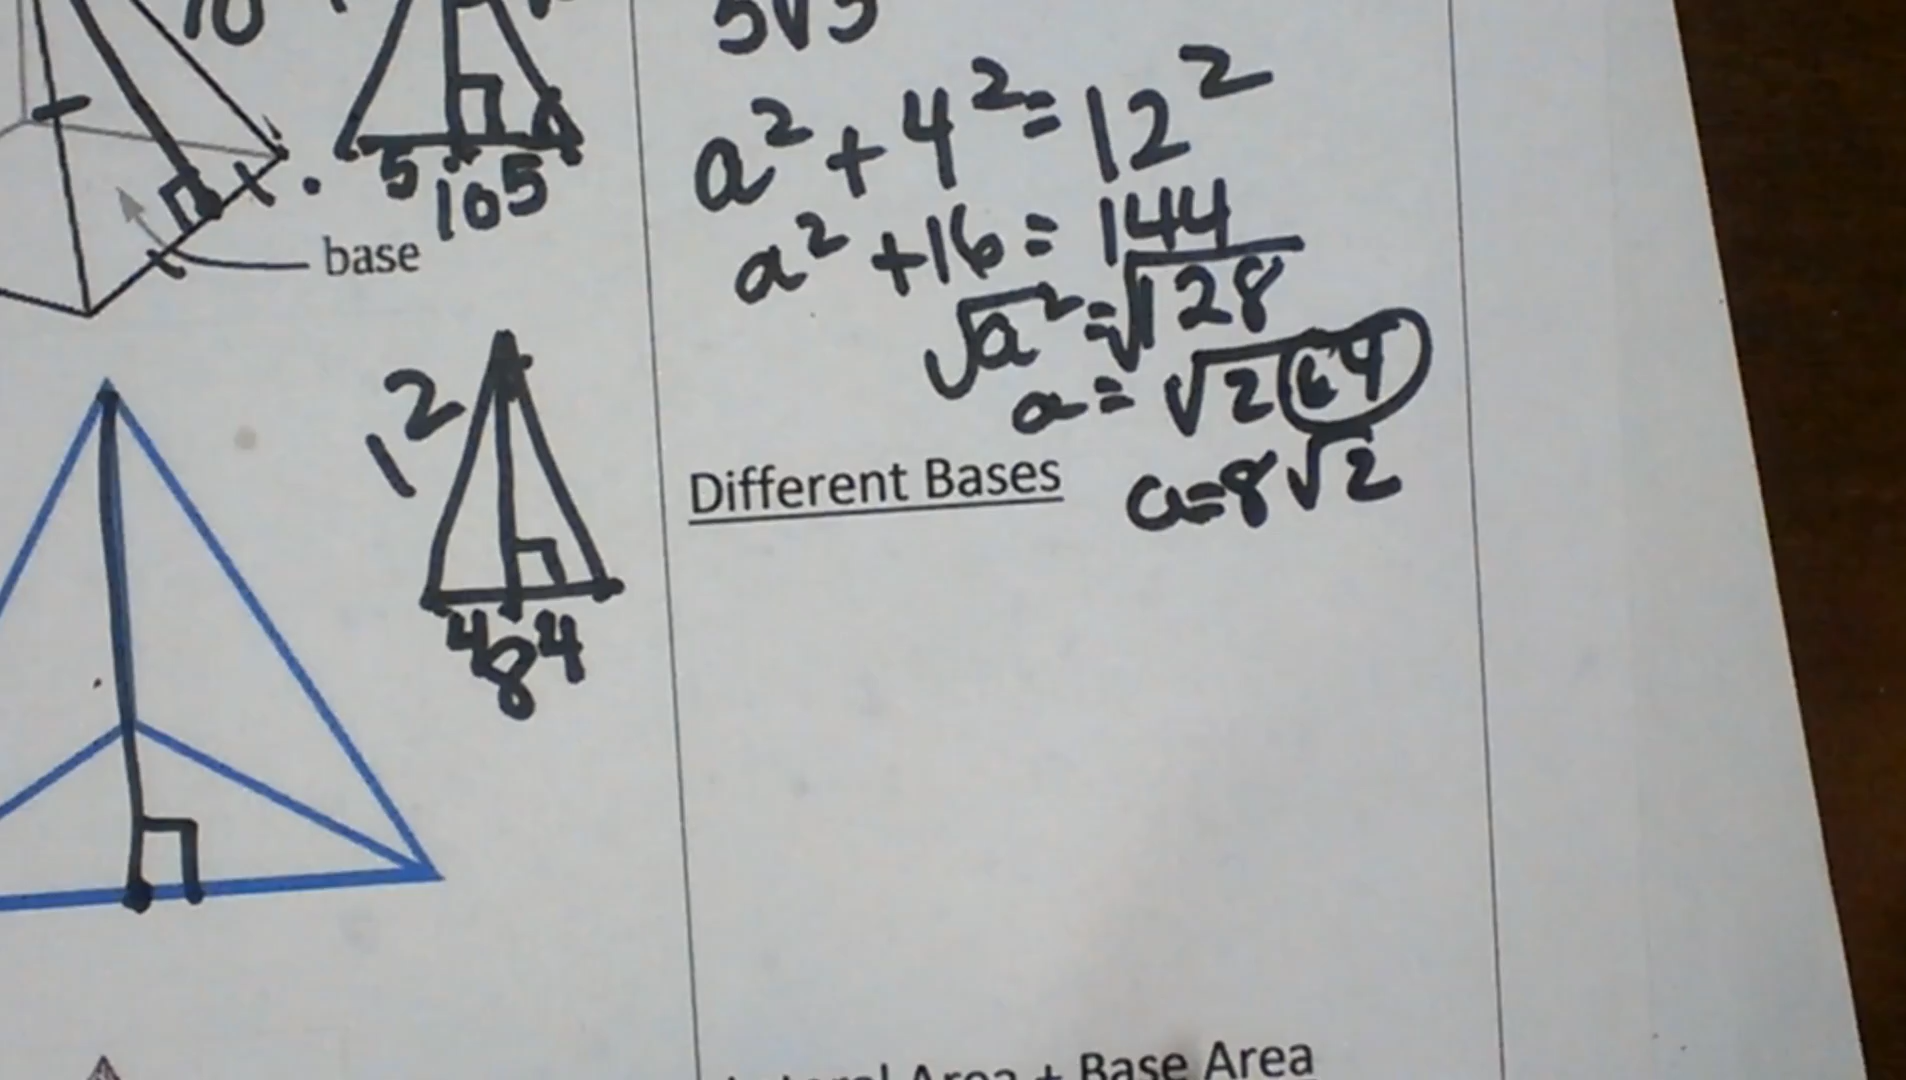 10
5√3
5 5
10
base
a² + 4² = 12²
a² + 16 = 144
√a² = √128
a = √2 64
a = 8√2
12
4 4
8
Different Bases
Area + Base Area